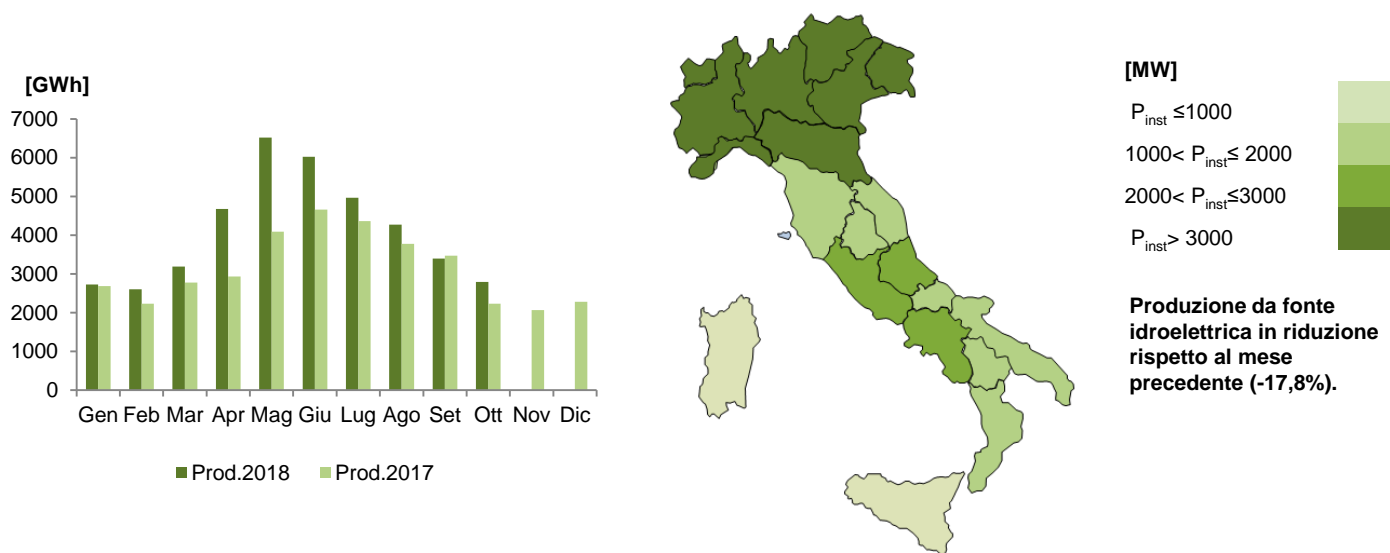 [GWh]
7000
6000
5000
4000
3000
2000
1000
0
Gen Feb Mar Apr Mag Giu Lug Ago Set Ott Nov Dic
Prod.2018 Prod.2017
[MW]
Pinst ≤1000
1000< Pinst≤ 2000
2000< Pinst≤3000
Pinst> 3000
Produzione da fonte
idroelettrica in riduzione
rispetto al mese
precedente (-17,8%).